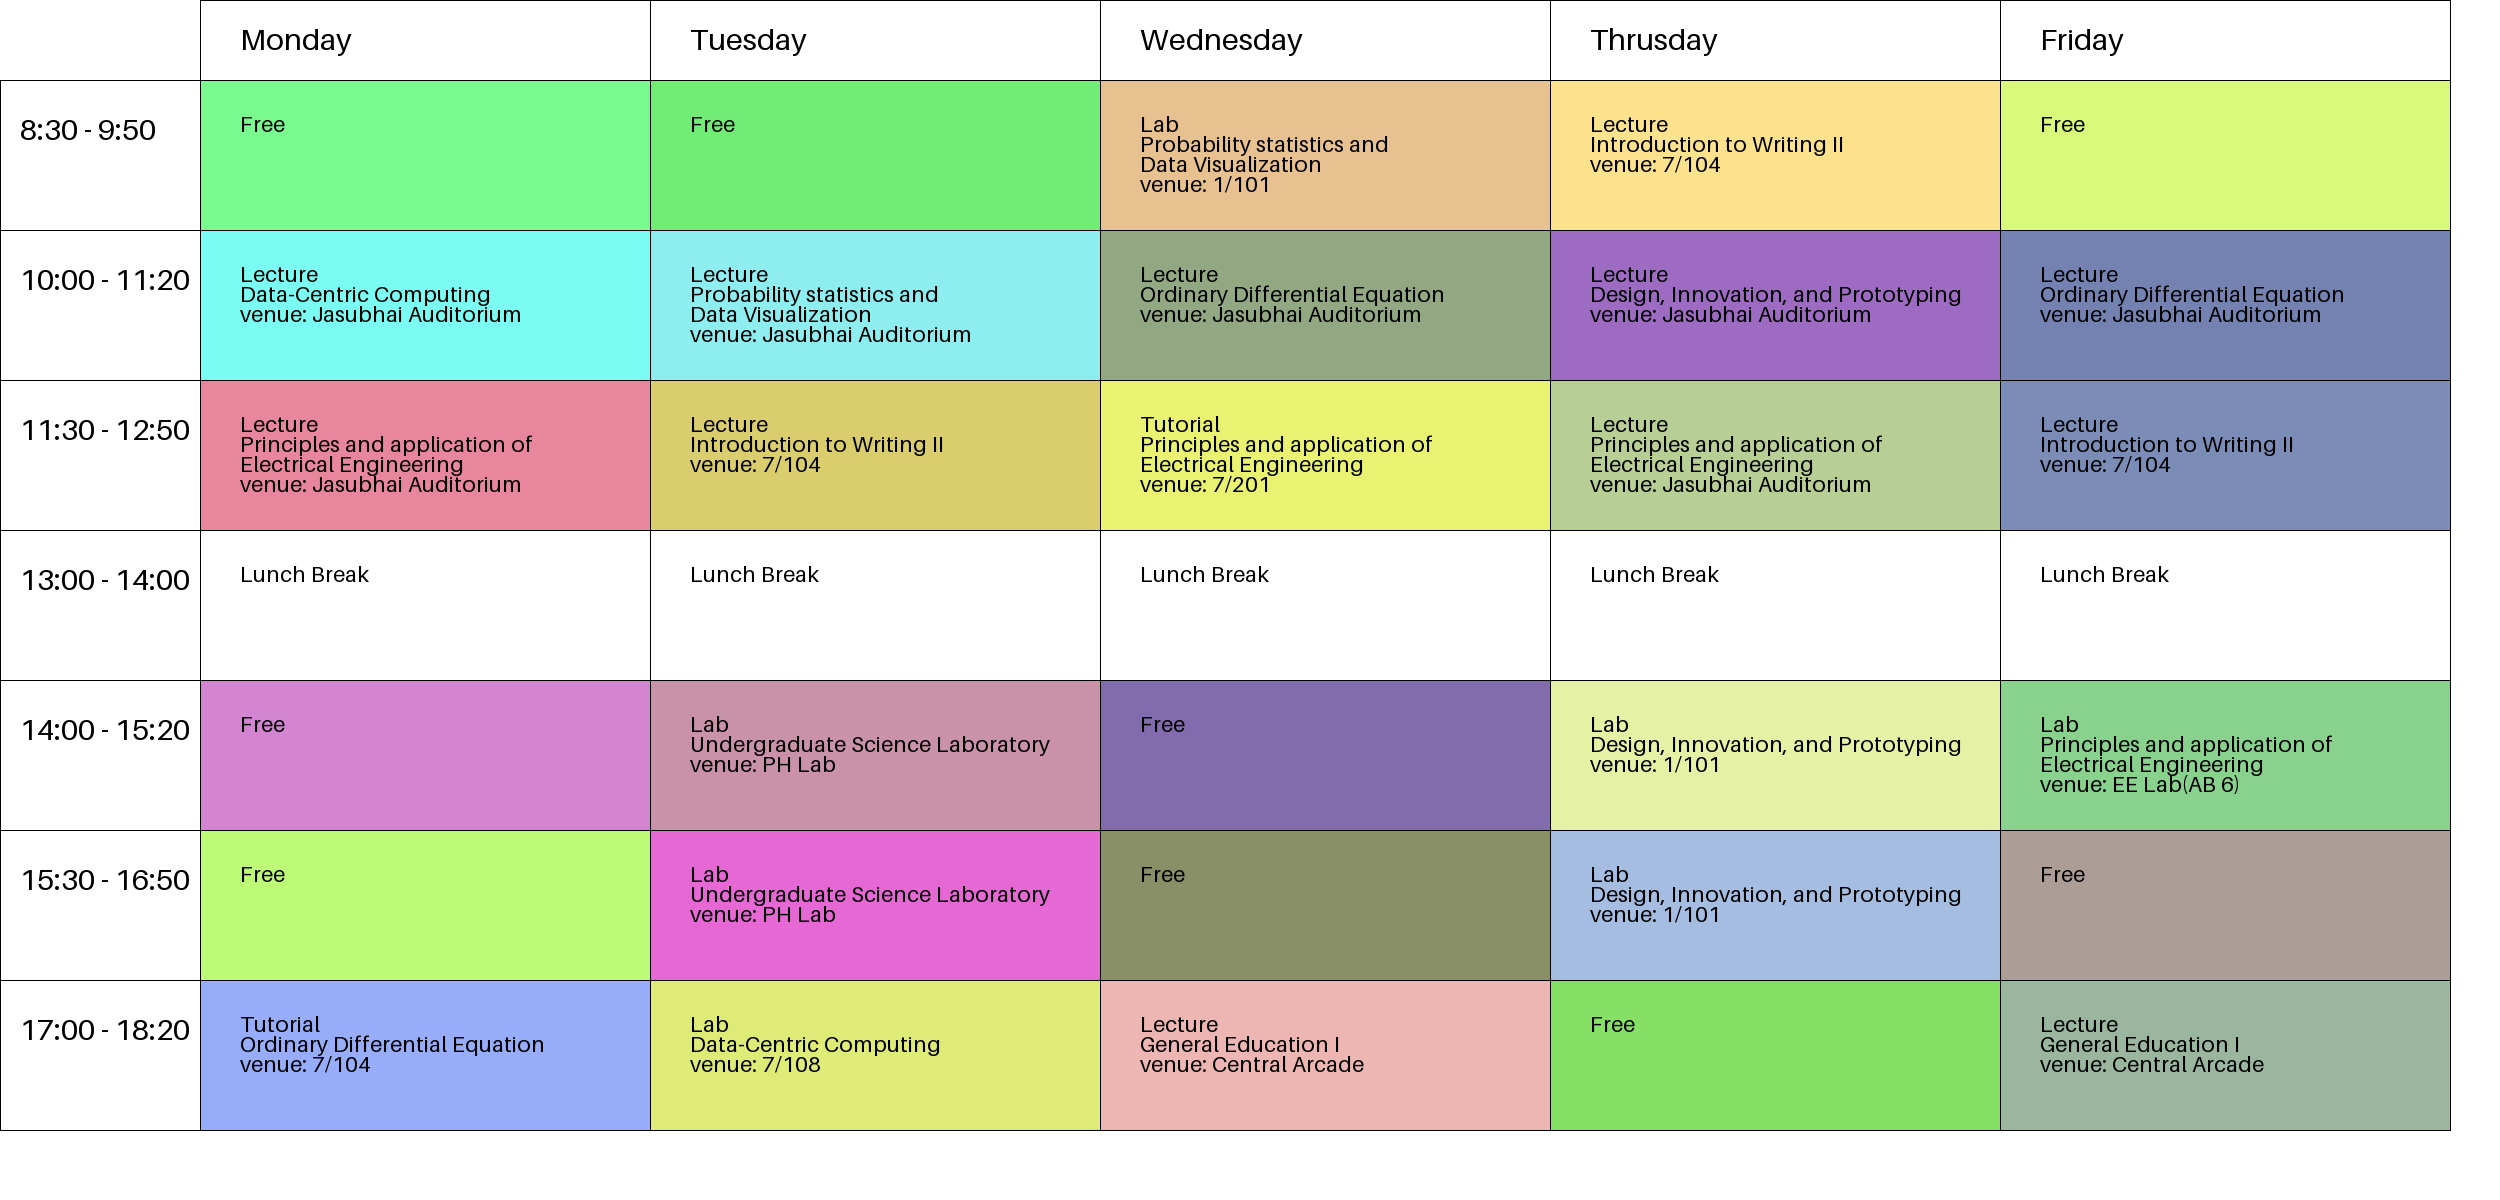 Monday
Tuesday
Wednesday
Thrusday
Friday
8:30 - 9:50
Free
Free
Lab
Probability statistics and
Data Visualization
venue: 1/101
Lecture
Introduction to Writing II
venue: 7/104
Free
10:00 - 11:20
Lecture
Data-Centric Computing
venue: Jasubhai Auditorium
Lecture
Probability statistics and
Data Visualization
venue: Jasubhai Auditorium
Lecture
Ordinary Differential Equation
venue: Jasubhai Auditorium
Lecture
Design, Innovation, and Prototyping
venue: Jasubhai Auditorium
Lecture
Ordinary Differential Equation
venue: Jasubhai Auditorium
11:30 - 12:50
Lecture
Principles and application of
Electrical Engineering
venue: Jasubhai Auditorium
Lecture
Introduction to Writing II
venue: 7/104
Tutorial
Principles and application of
Electrical Engineering
venue: 7/201
Lecture
Principles and application of
Electrical Engineering
venue: Jasubhai Auditorium
Lecture
Introduction to Writing II
venue: 7/104
13:00 - 14:00
Lunch Break
Lunch Break
Lunch Break
Lunch Break
Lunch Break
14:00 - 15:20
Free
Lab
Undergraduate Science Laboratory
venue: PH Lab
Free
Lab
Design, Innovation, and Prototyping
venue: 1/101
Lab
Principles and application of
Electrical Engineering
venue: EE Lab(AB 6)
15:30 - 16:50
Free
Lab
Undergraduate Science Laboratory
venue: PH Lab
Free
Lab
Design, Innovation, and Prototyping
venue: 1/101
Free
17:00 - 18:20
Tutorial
Ordinary Differential Equation
venue: 7/104
Lab
Data-Centric Computing
venue: 7/108
Lecture
General Education I
venue: Central Arcade
Free
Lecture
General Education I
venue: Central Arcade